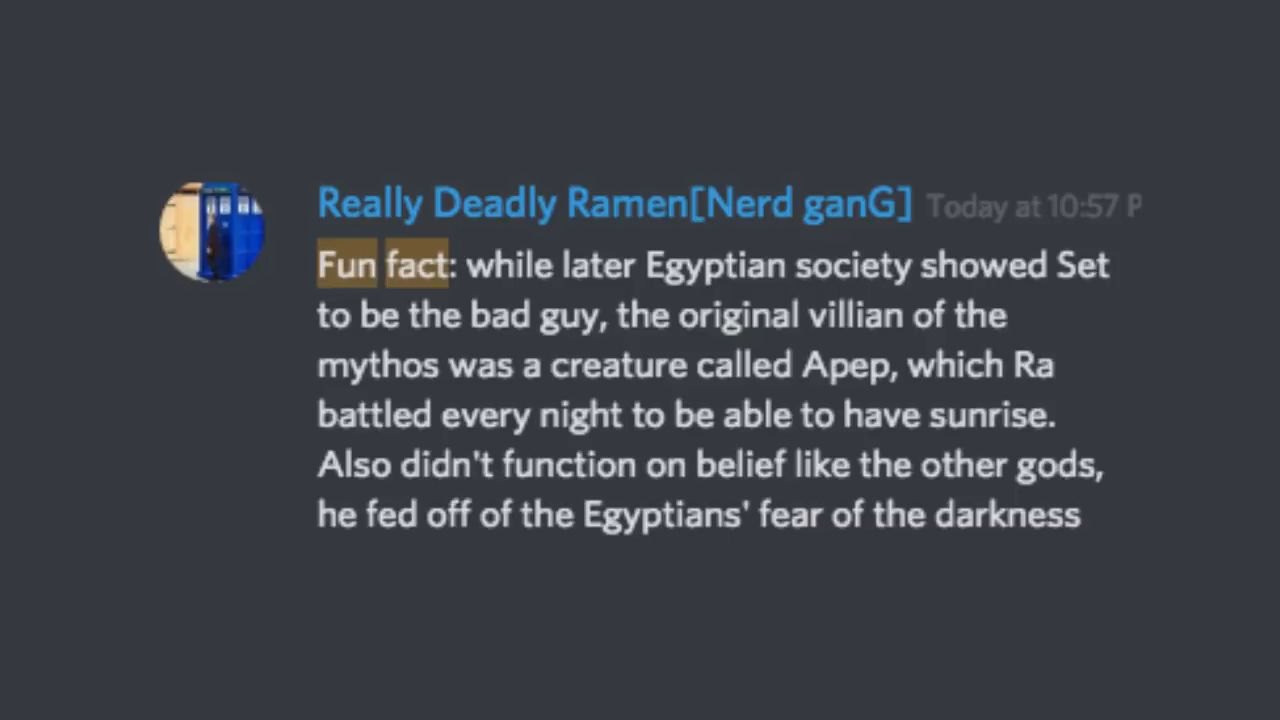 Really Deadly Ramen[Nerd ganG] Today at 10:57 P
Fun fact: while later Egyptian society showed Set
to be the bad guy, the original villian of the
mythos was a creature called Apep, which Ra
battled every night to be able to have sunrise.
Also didn't function on belief like the other gods,
he fed off of the Egyptians' fear of the darkness